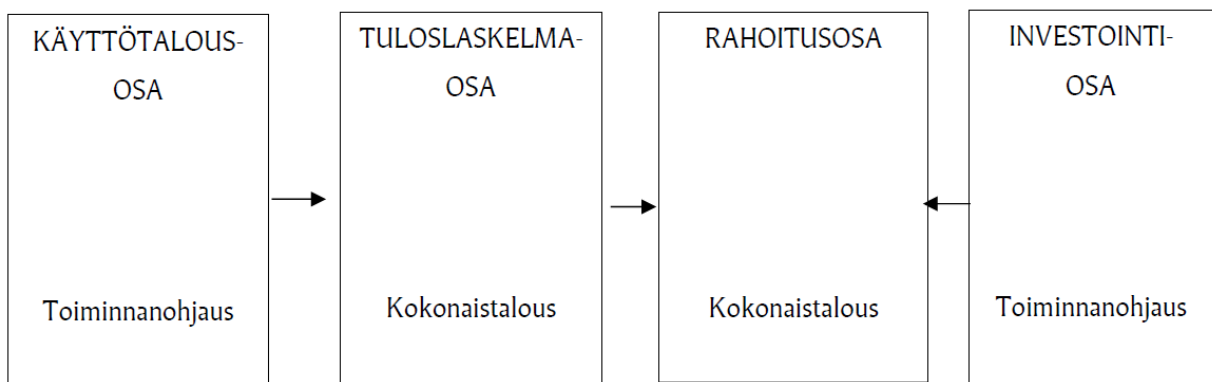 KÄYTTÖTALOUS-
OSA
Toiminnanohjaus
TULOSLASKELMA-
OSA
Kokonaistalous
RAHOITUSOSA
Kokonaistalous
INVESTOINTI-
OSA
Toiminnanohjaus